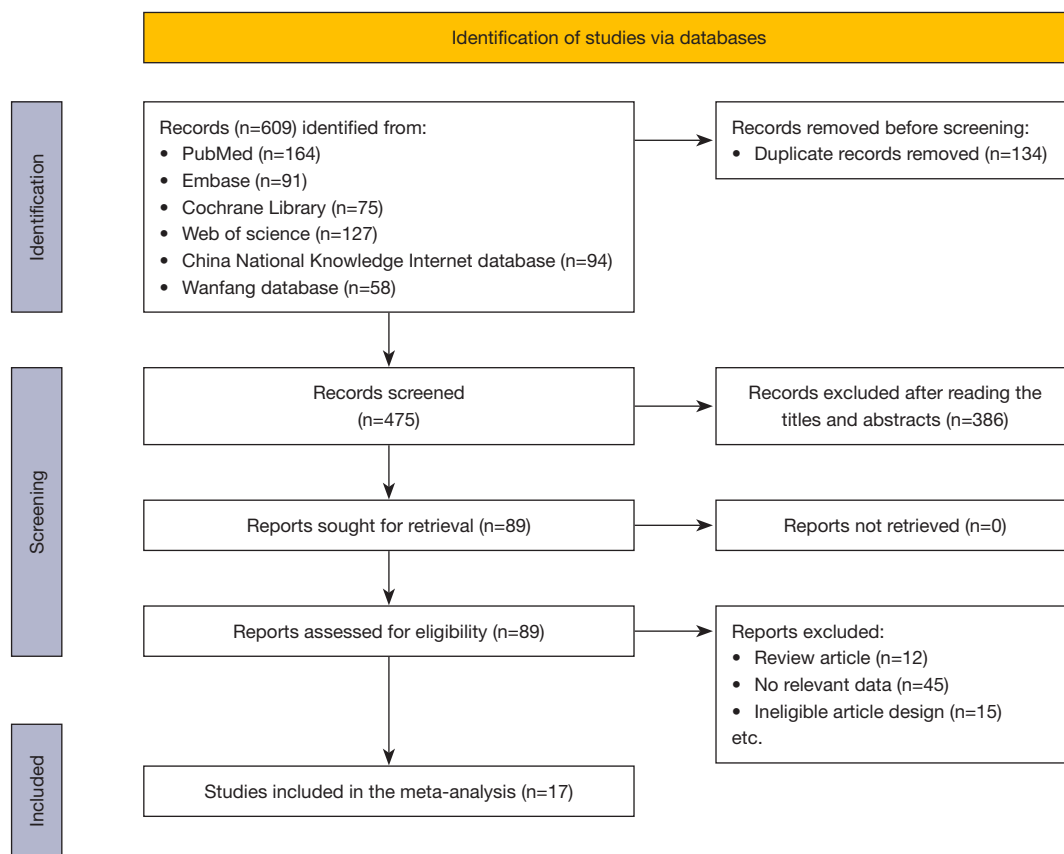 Identification of studies via databases
Identification
Records (n=609) identified from:
• PubMed (n=164)
• Embase (n=91)
• Cochrane Library (n=75)
• Web of science (n=127)
• China National Knowledge Internet database (n=94)
• Wanfang database (n=58)
Records removed before screening:
• Duplicate records removed (n=134)
Screening
Records screened
(n=475)
Records excluded after reading the
titles and abstracts (n=386)
Reports sought for retrieval (n=89)
Reports not retrieved (n=0)
Reports assessed for eligibility (n=89)
Reports excluded:
• Review article (n=12)
• No relevant data (n=45)
• Ineligible article design (n=15)
etc.
Included
Studies included in the meta-analysis (n=17)